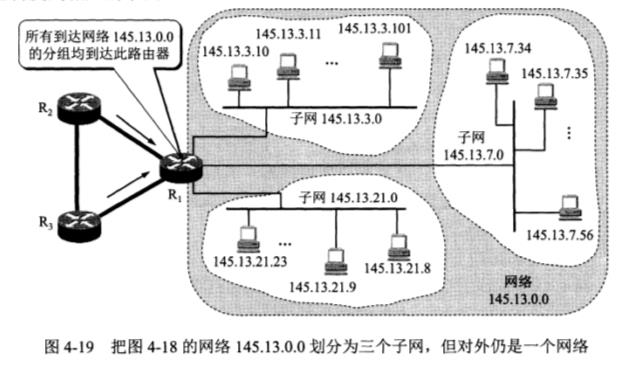 所有到达网络 145.13.0.0
的分组均到达此路由器
145.13.3.10
145.13.3.11
145.13.3.101
...
子网 145.13.3.0
145.13.7.34
145.13.7.35
子网
145.13.7.0
...
145.13.7.56
R₂
R₁
R₃
子网 145.13.21.0
145.13.21.23
...
145.13.21.9
145.13.21.8
网络
145.13.0.0
图 4-19 把图 4-18 的网络 145.13.0.0 划分为三个子网，但对外仍是一个网络